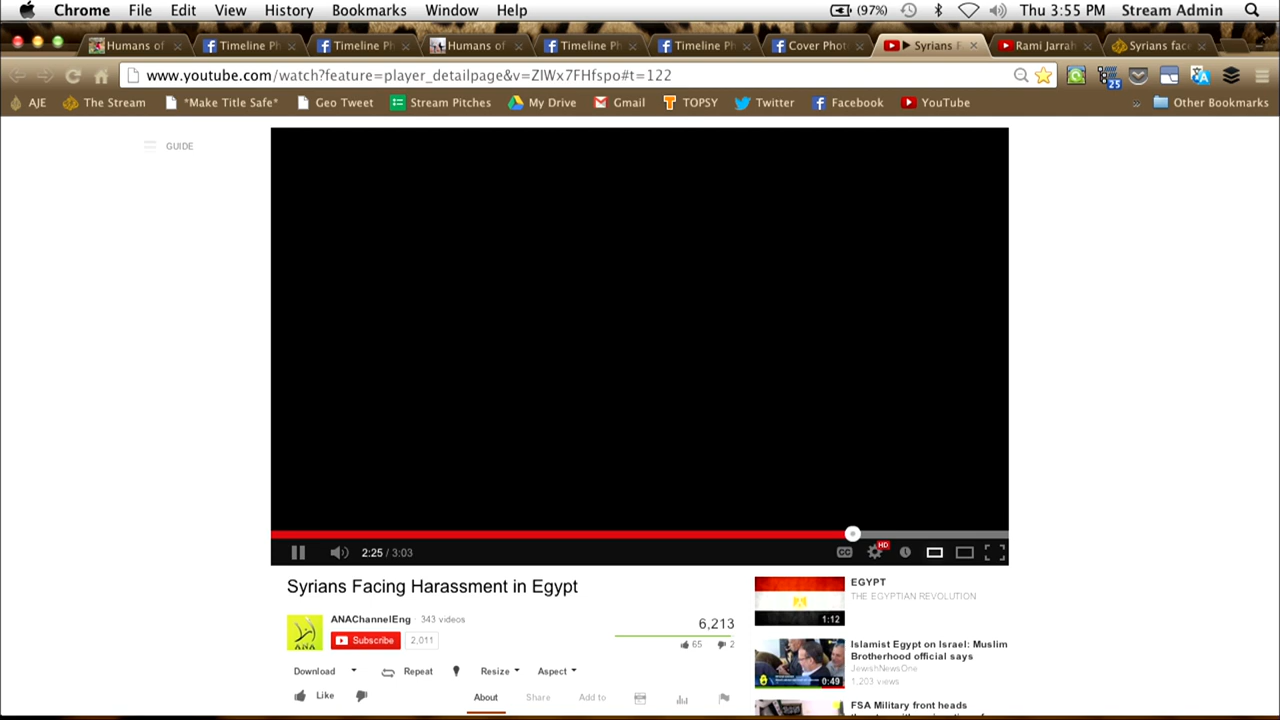 Chrome File Edit View History Bookmarks Window Help (97%) Thu 3:55 PM Stream Admin
Humans of Timeline Ph Timeline Ph Humans of Timeline Ph Timeline Ph Cover Phot Syrians F Rami Jarrah Syrians face
www.youtube.com/watch?feature=player_detailpage&v=ZIWx7FHfspo#t=122
25
AJE The Stream *Make Title Safe* Geo Tweet Stream Pitches My Drive Gmail TOPSY Twitter Facebook YouTube » Other Bookmarks
GUIDE
2:25 / 3:03 CC HD
Syrians Facing Harassment in Egypt
ANAChannelEng · 343 videos
ANA
Subscribe 2,011
6,213
65 2
Download Repeat Resize Aspect
Like About Share Add to
EGYPT
THE EGYPTIAN REVOLUTION
1:12
Islamist Egypt on Israel: Muslim
Brotherhood official says
JewishNewsOne
1,203 views
0:49
FSA Military front heads